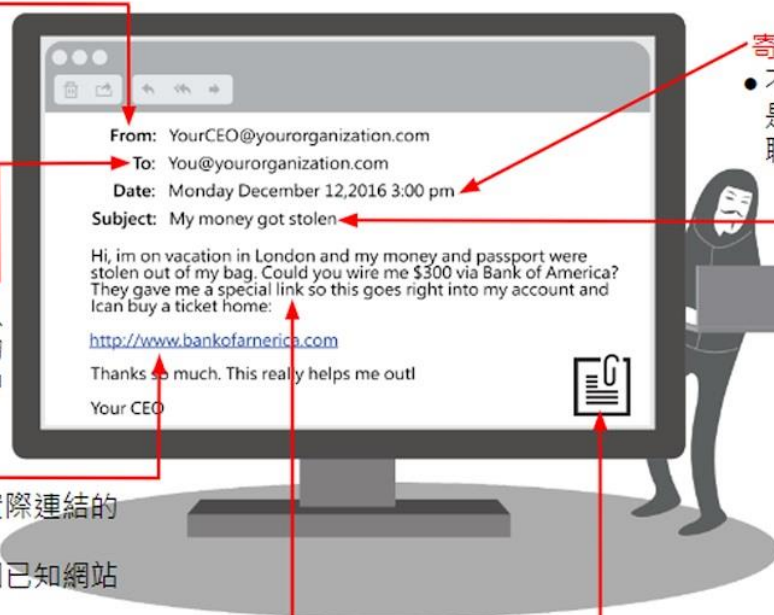 From: YourCEO@yourorganization.com
To: You@yourorganization.com
Date: Monday December 12,2016 3:00 pm
Subject: My money got stolen
Hi, im on vacation in London and my money and passport were
stolen out of my bag. Could you wire me $300 via Bank of America?
They gave me a special link so this goes right into my account and
Ican buy a ticket home:
http://www.bankofarnerica.com
Thanks so much. This really helps me outl
Your CEO
寄
際連結的
已知網站